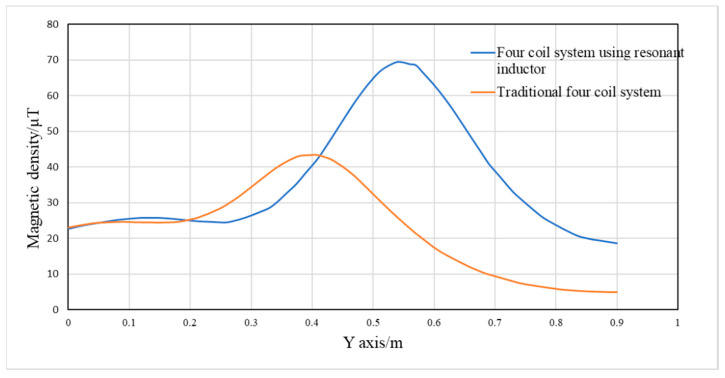 80
70
60
50
40
30
20
10
0
Magnetic density/μT
0 0.1 0.2 0.3 0.4 0.5 0.6 0.7 0.8 0.9 1
Y axis/m
Four coil system using resonant
inductor
Traditional four coil system